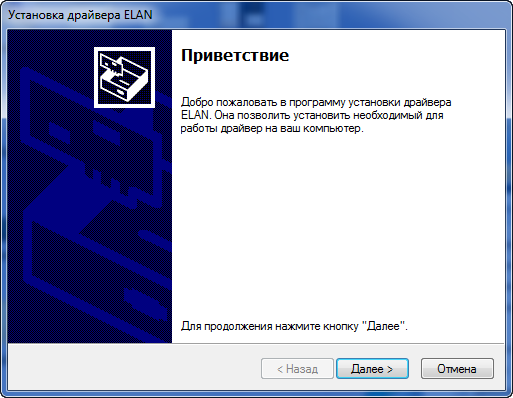 Установка драйвера ELAN
Приветствие
Добро пожаловать в программу установки драйвера
ELAN. Она позволить установить необходимый для
работы драйвер на ваш компьютер.
Для продолжения нажмите кнопку "Далее".
< Назад
Далее >
Отмена